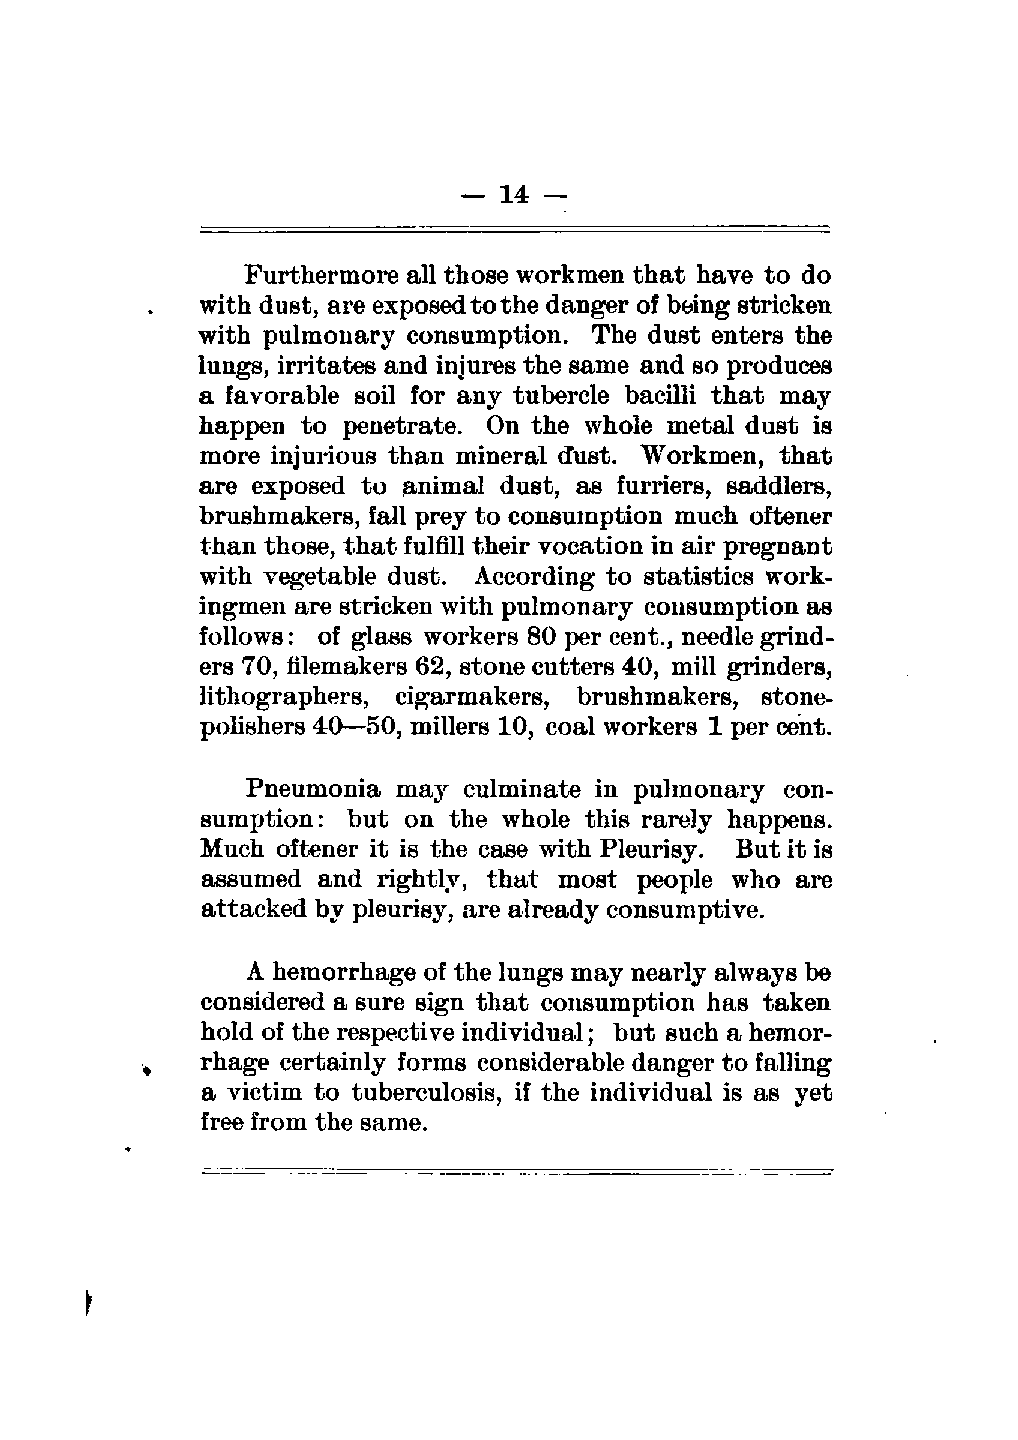 — 14 —
Furthermore all those workmen that have to do
with dust, are exposed to the danger of being stricken
with pulmonary consumption. The dust enters the
lungs, irritates and injures the same and so produces
a favorable soil for any tubercle bacilli that may
happen to penetrate. On the whole metal dust is
more injurious than mineral dust. Workmen, that
are exposed to animal dust, as furriers, saddlers,
brushmakers, fall prey to consumption much oftener
than those, that fulfill their vocation in air pregnant
with vegetable dust. According to statistics work-
ingmen are stricken with pulmonary consumption as
follows: of glass workers 80 per cent., needle grind-
ers 70, filemakers 62, stone cutters 40, mill grinders,
lithographers, cigarmakers, brushmakers, stone-
polishers 40—50, millers 10, coal workers 1 per cent.
Pneumonia may culminate in pulmonary con-
sumption: but on the whole this rarely happens.
Much oftener it is the case with Pleurisy. But it is
assumed and rightly, that most people who are
attacked by pleurisy, are already consumptive.
A hemorrhage of the lungs may nearly always be
considered a sure sign that consumption has taken
hold of the respective individual; but such a hemor-
rhage certainly forms considerable danger to falling
a victim to tuberculosis, if the individual is as yet
free from the same.